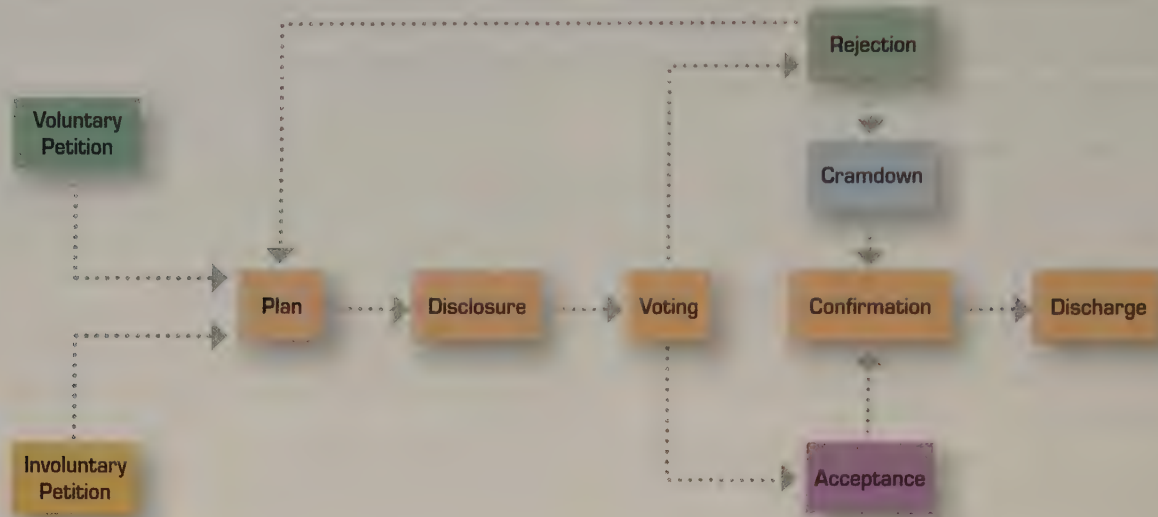 Rejection
Voluntary
Petition
Cramdown
Plan
Disclosure
Voting
Confirmation
Discharge
Involuntary
Petition
Acceptance